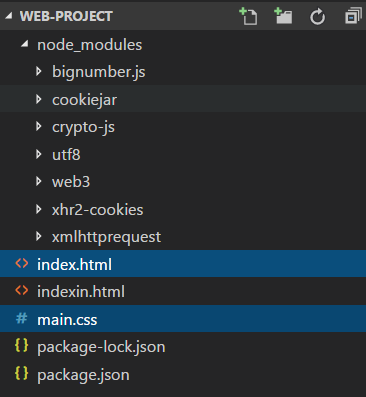 WEB-PROJECT
node_modules
bignumber.js
cookiejar
crypto-js
utf8
web3
xhr2-cookies
xmlhttprequest
<> index.html
<> indexin.html
# main.css
{} package-lock.json
{} package.json